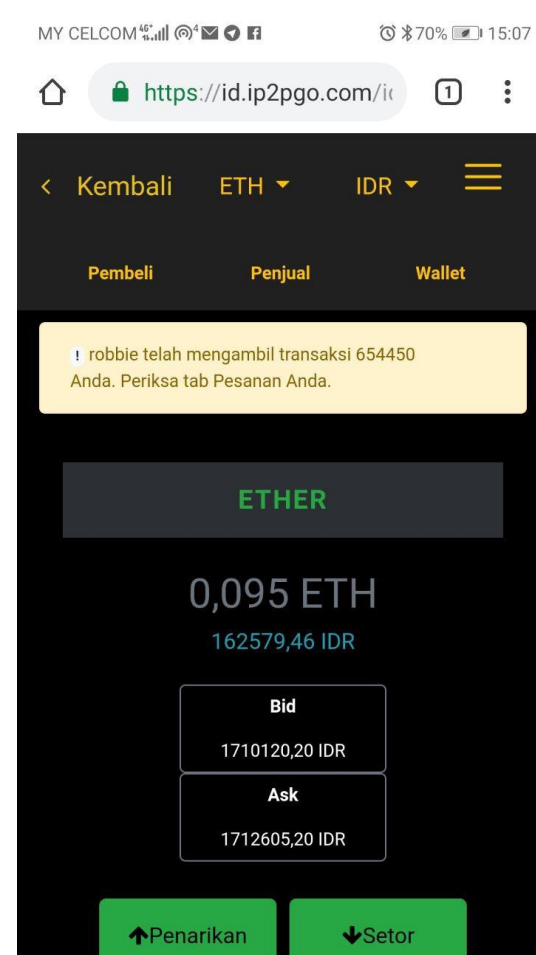 MY CELCOM 4G+ 4 70% 15:07
https://id.ip2pgo.com/ 1
Kembali ETH IDR
Pembeli Penjual Wallet
! robbie telah mengambil transaksi 654450
Anda. Periksa tab Pesanan Anda.
ETHER
0,095 ETH
162579,46 IDR
Bid
1710120,20 IDR
Ask
1712605,20 IDR
Penarikan Setor